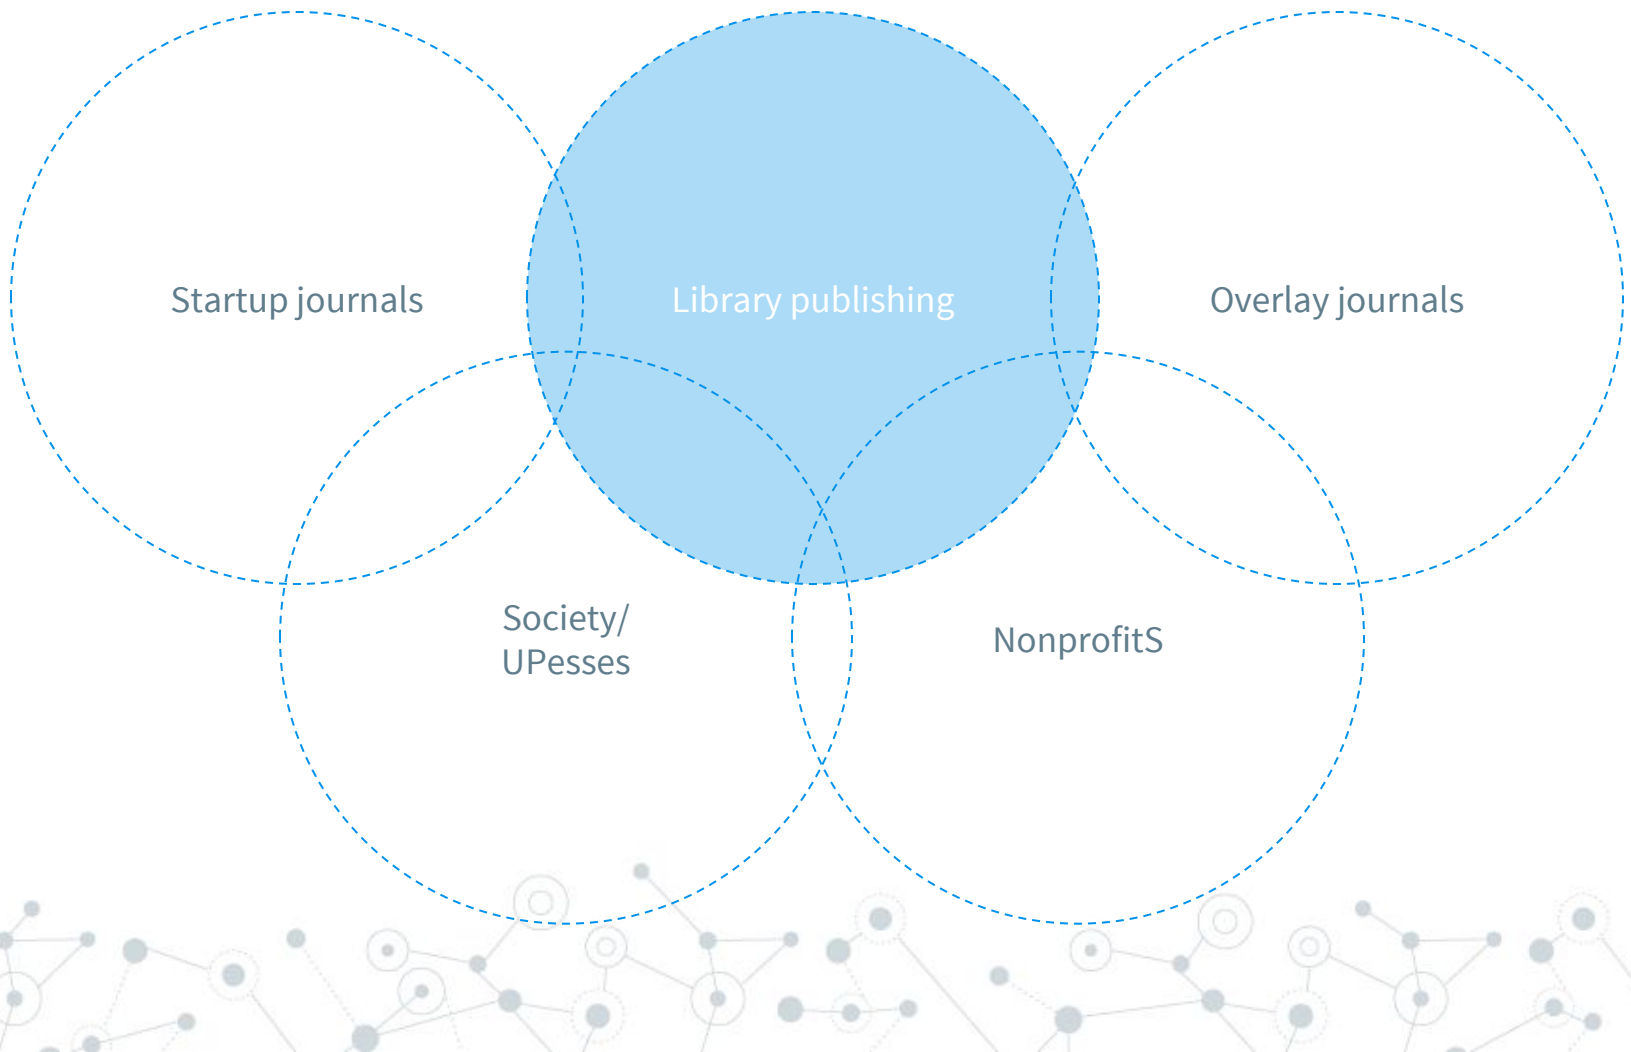 Startup journals
Library publishing
Overlay journals
Society/
UPesses
NonprofitS